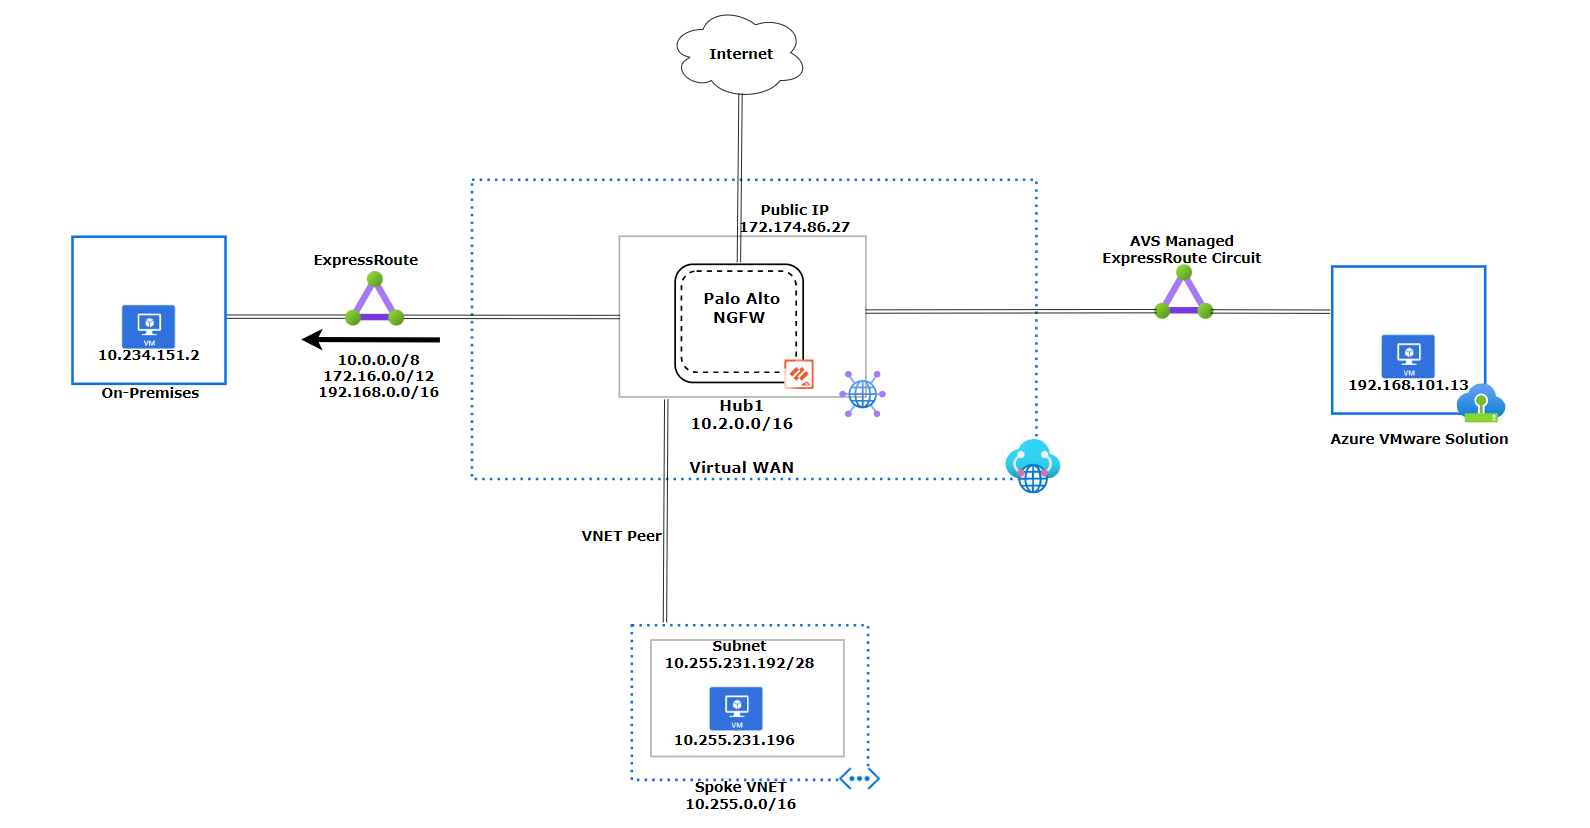 Internet
Public IP
172.174.86.27
AVS Managed
ExpressRoute Circuit
ExpressRoute
Palo Alto
NGFW
VM
10.234.151.2
On-Premises
10.0.0.0/8
172.16.0.0/12
192.168.0.0/16
VM
192.168.101.13
Azure VMware Solution
Hub1
10.2.0.0/16
Virtual WAN
VNET Peer
Subnet
10.255.231.192/28
VM
10.255.231.196
Spoke VNET
10.255.0.0/16